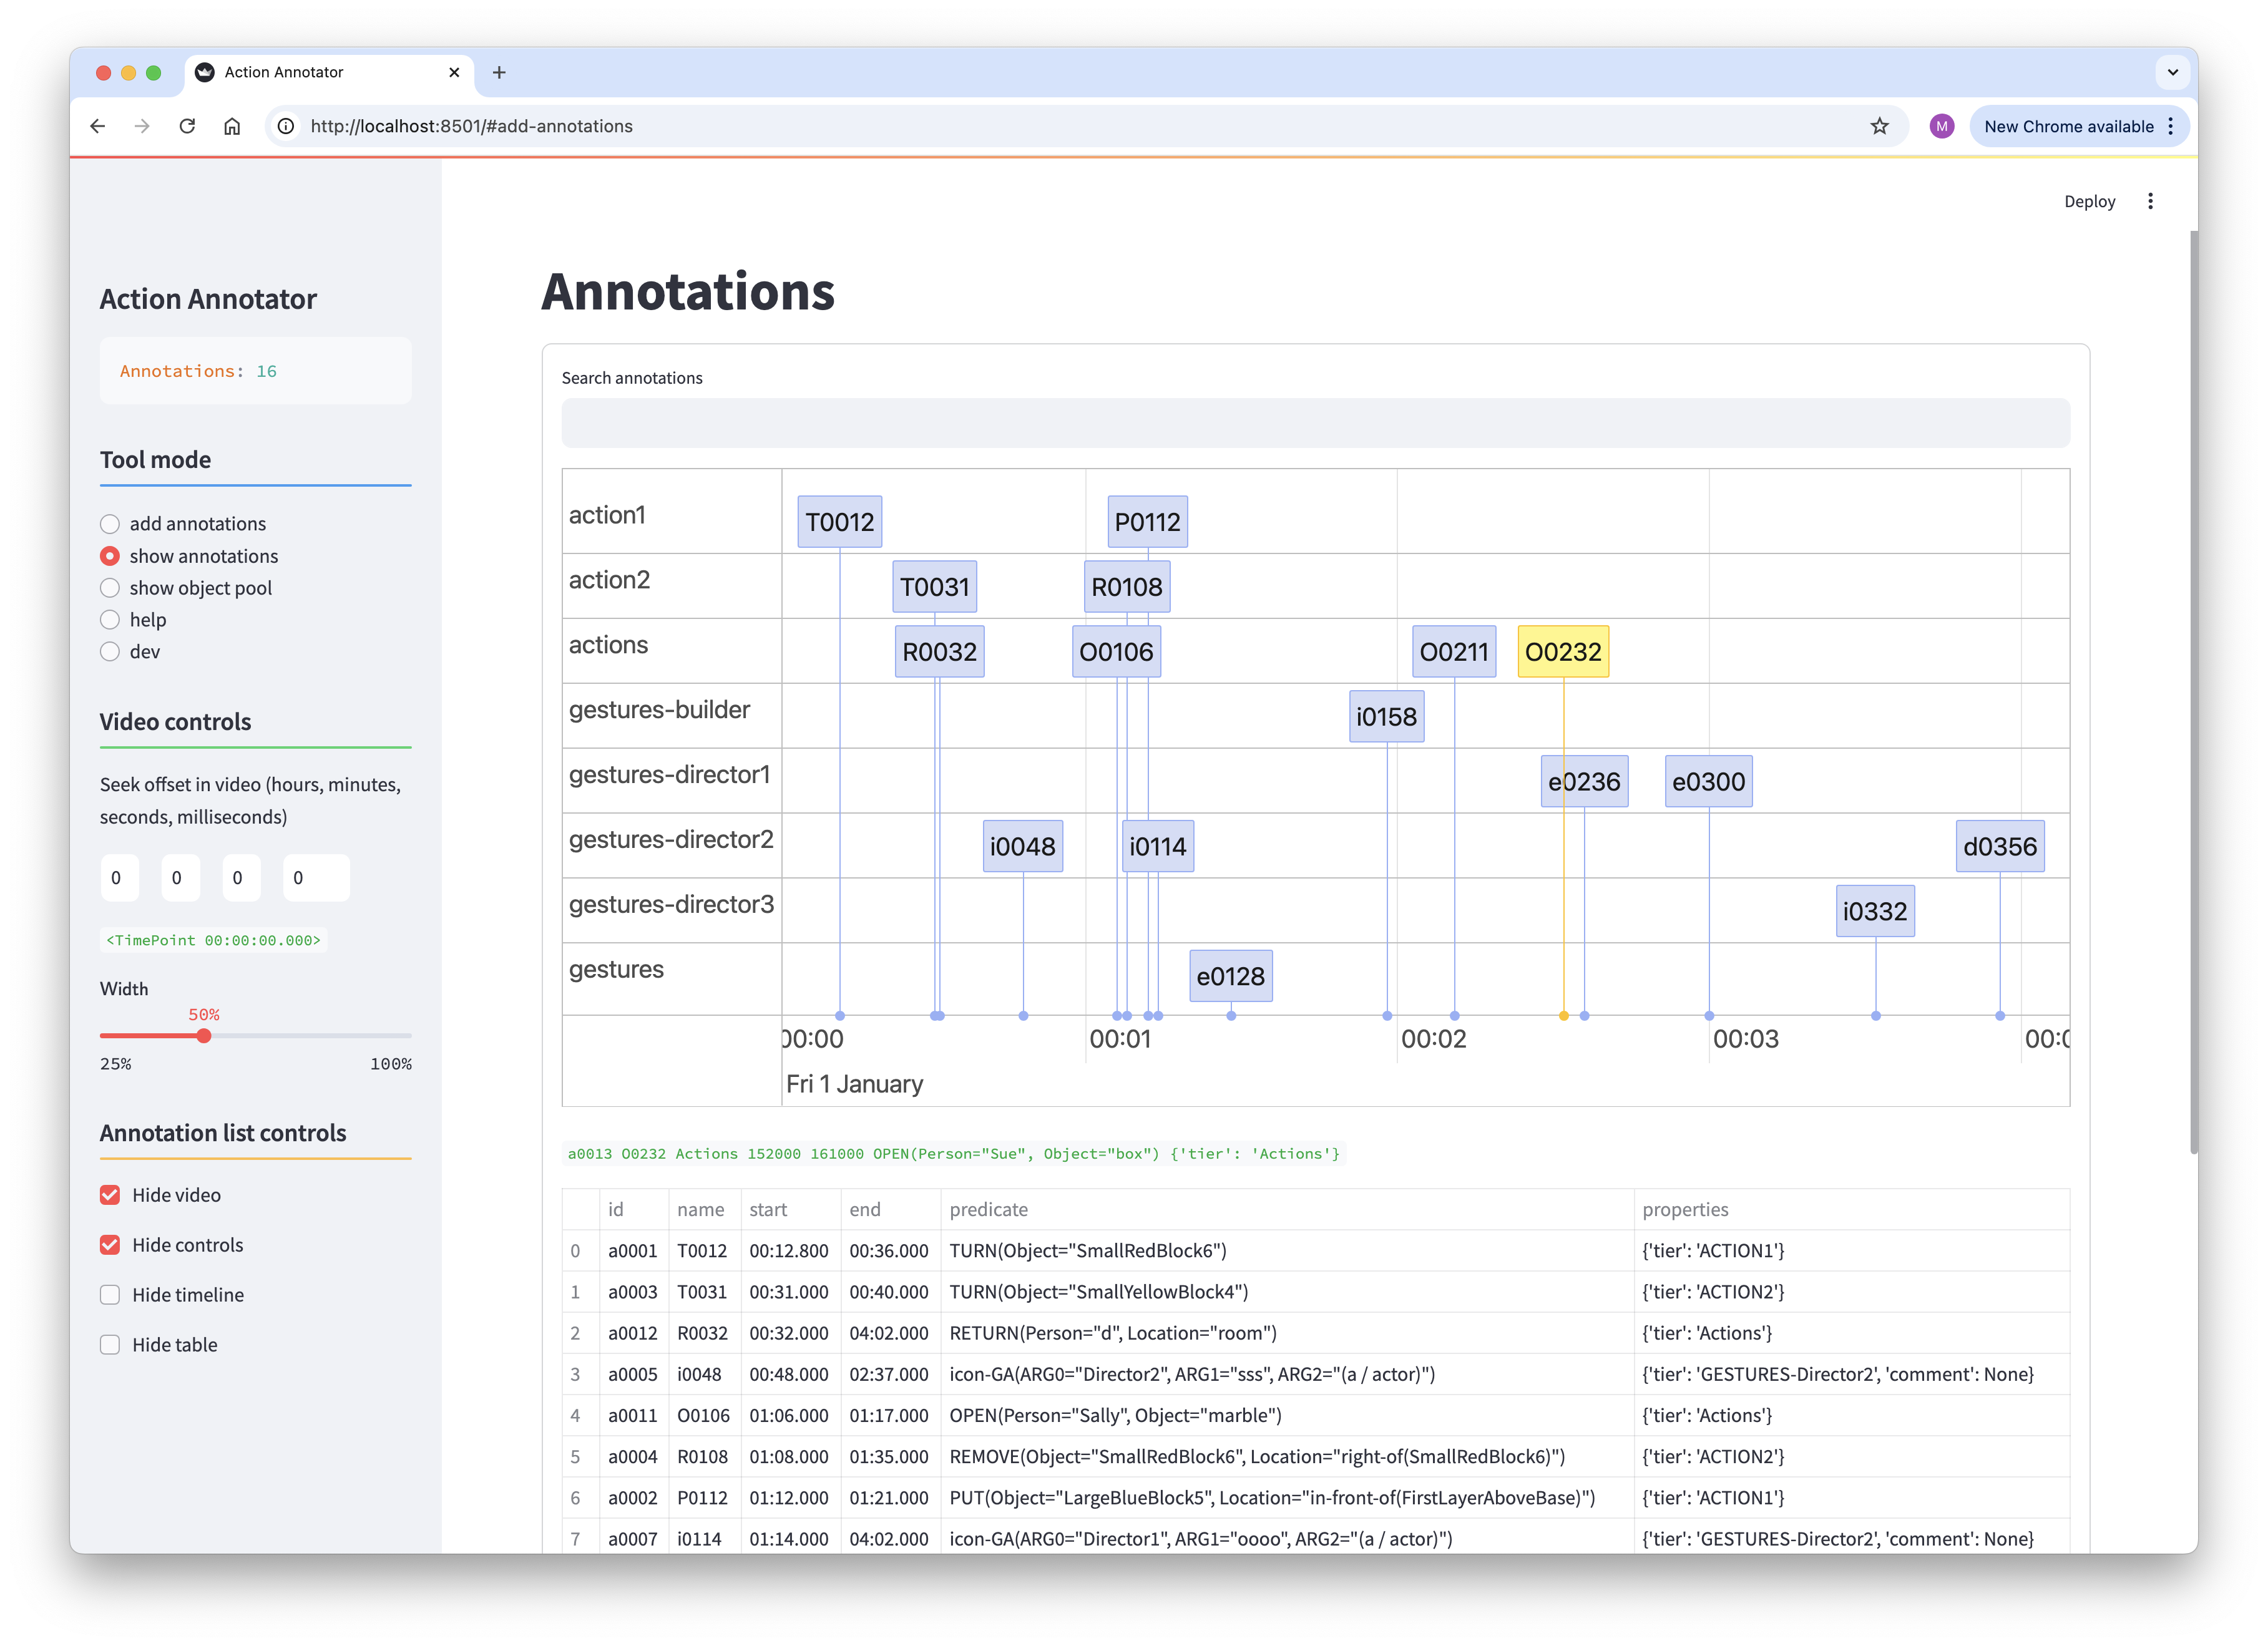 Action Annotator
http://localhost:8501/#add-annotations
M
New Chrome available
Deploy
Action Annotator
Annotations: 16
Tool mode
add annotations
show annotations
show object pool
help
dev
Video controls
Seek offset in video (hours, minutes,
seconds, milliseconds)
0 0 0 0
<TimePoint 00:00:00.000>
Width
50%
25% 100%
Annotation list controls
Hide video
Hide controls
Hide timeline
Hide table
Annotations
Search annotations
action1 T0012 P0112
action2 T0031 R0108
actions R0032 O0106 O0211 O0232
gestures-builder i0158
gestures-director1 e0236 e0300
gestures-director2 i0048 i0114 d0356
gestures-director3 i0332
gestures e0128
00:00 00:01 00:02 00:03
Fri 1 January
a0013 O0232 Actions 152000 161000 OPEN(Person="Sue", Object="box") {'tier': 'Actions'}
id name start end predicate properties
0 a0001 T0012 00:12.800 00:36.000 TURN(Object="SmallRedBlock6") {'tier': 'ACTION1'}
1 a0003 T0031 00:31.000 00:40.000 TURN(Object="SmallYellowBlock4") {'tier': 'ACTION2'}
2 a0012 R0032 00:32.000 04:02.000 RETURN(Person="d", Location="room") {'tier': 'Actions'}
3 a0005 i0048 00:48.000 02:37.000 icon-GA(ARG0="Director2", ARG1="sss", ARG2="(a / actor)") {'tier': 'GESTURES-Director2', 'comment': None}
4 a0011 O0106 01:06.000 01:17.000 OPEN(Person="Sally", Object="marble") {'tier': 'Actions'}
5 a0004 R0108 01:08.000 01:35.000 REMOVE(Object="SmallRedBlock6", Location="right-of(SmallRedBlock6)") {'tier': 'ACTION2'}
6 a0002 P0112 01:12.000 01:21.000 PUT(Object="LargeBlueBlock5", Location="in-front-of(FirstLayerAboveBase)") {'tier': 'ACTION1'}
7 a0007 i0114 01:14.000 04:02.000 icon-GA(ARG0="Director1", ARG1="oooo", ARG2="(a / actor)") {'tier': 'GESTURES-Director2', 'comment': None}